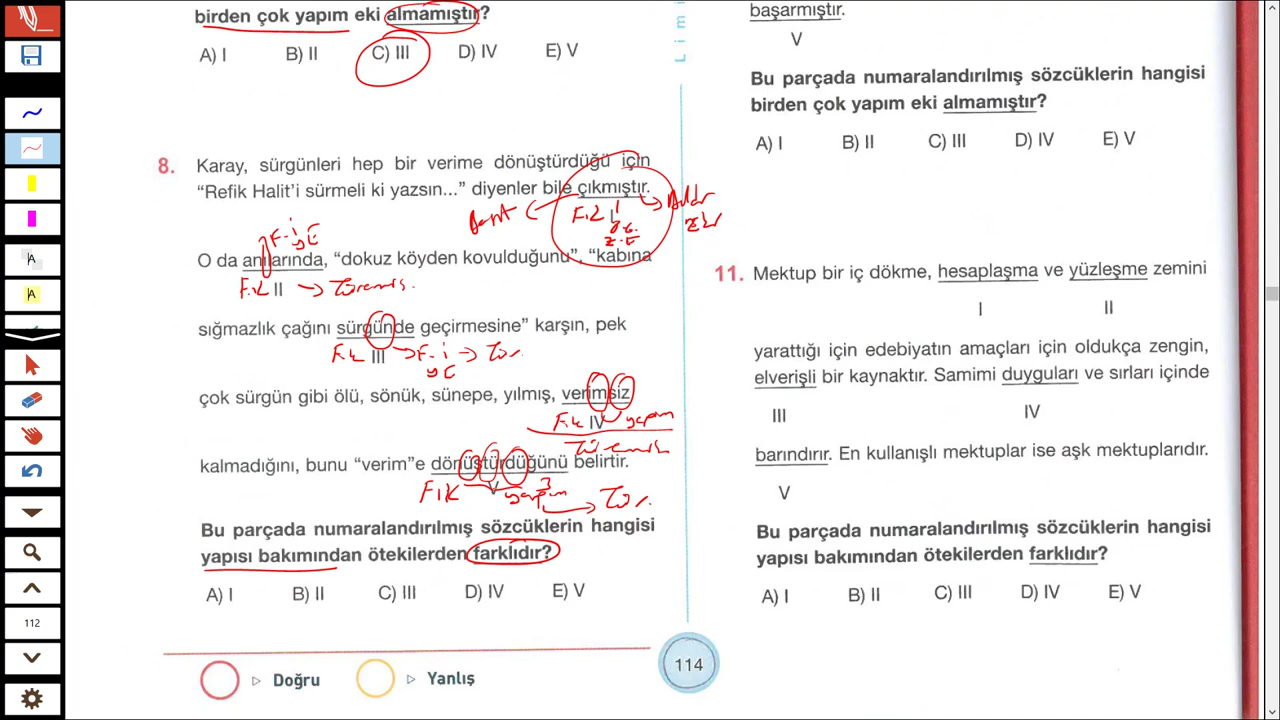 birden çok yapım eki almamıştır?
A) I B) II C) III D) IV E) V
8. Karay, sürgünleri hep bir verime dönüştürdüğü için
“Refik Halit’i sürmeli ki yazsın...” diyenler bile çıkmıştır.
I
O da anılarında, “dokuz köyden kovulduğunu”, “kabına
II
sığmazlık çağını sürgünde geçirmesine” karşın, pek
III
çok sürgün gibi ölü, sönük, sünepe, yılmış, verimsiz
IV yapım
kalmadığını, bunu “verim”e dönüştürdüğünü belirtir.
V yapım
Bu parçada numaralandırılmış sözcüklerin hangisi
yapısı bakımından ötekilerden farklıdır?
A) I B) II C) III D) IV E) V
Doğru Yanlış
114
başarmıştır.
V
Bu parçada numaralandırılmış sözcüklerin hangisi
birden çok yapım eki almamıştır?
A) I B) II C) III D) IV E) V
11. Mektup bir iç dökme, hesaplaşma ve yüzleşme zemini
I II
yarattığı için edebiyatın amaçları için oldukça zengin,
elverişli bir kaynaktır. Samimi duyguları ve sırları içinde
III IV
barındırır. En kullanışlı mektuplar ise aşk mektuplarıdır.
V
Bu parçada numaralandırılmış sözcüklerin hangisi
yapısı bakımından ötekilerden farklıdır?
A) I B) II C) III D) IV E) V
Lim
A
A
112